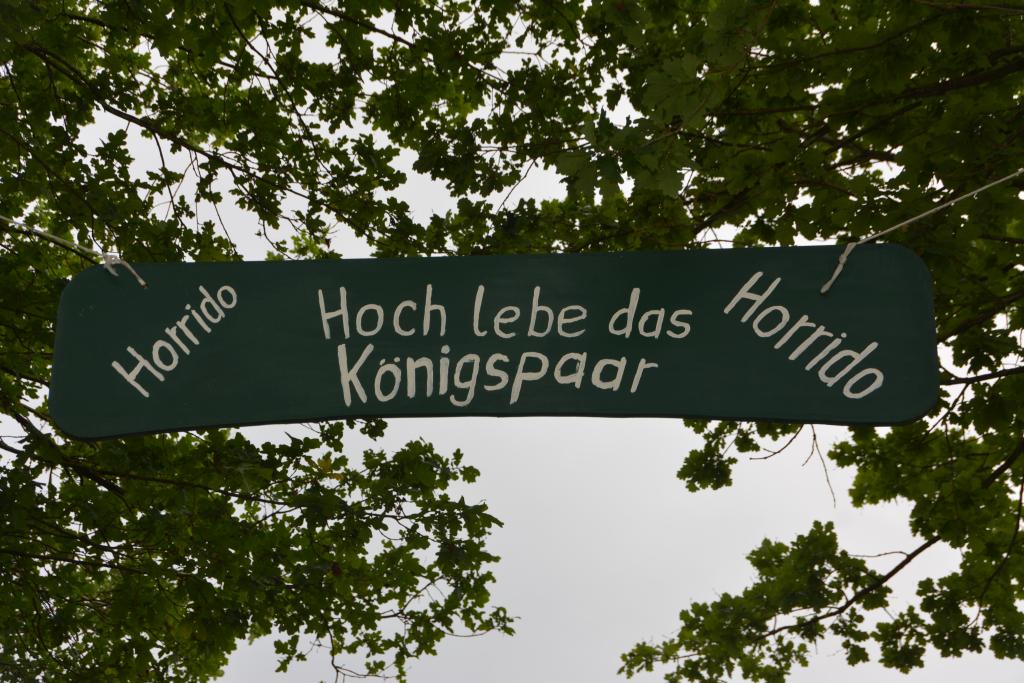 Horrido
Hoch lebe das
Königspaar
Horrido